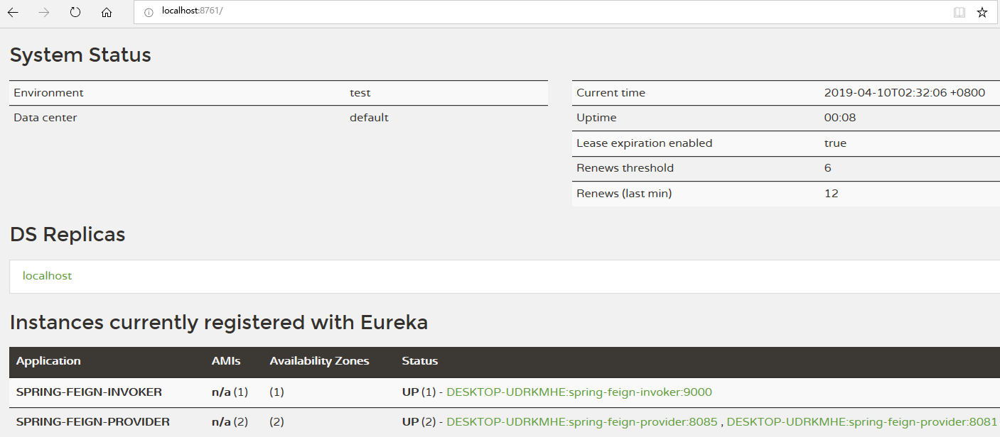 localhost:8761/
System Status
Environment test
Data center default
Current time 2019-04-10T02:32:06 +0800
Uptime 00:08
Lease expiration enabled true
Renews threshold 6
Renews (last min) 12
DS Replicas
localhost
Instances currently registered with Eureka
Application AMIs Availability Zones Status
SPRING-FEIGN-INVOKER n/a (1) (1) UP (1) - DESKTOP-UDRKMHE:spring-feign-invoker:9000
SPRING-FEIGN-PROVIDER n/a (2) (2) UP (2) - DESKTOP-UDRKMHE:spring-feign-provider:8085 , DESKTOP-UDRKMHE:spring-feign-provider:8081